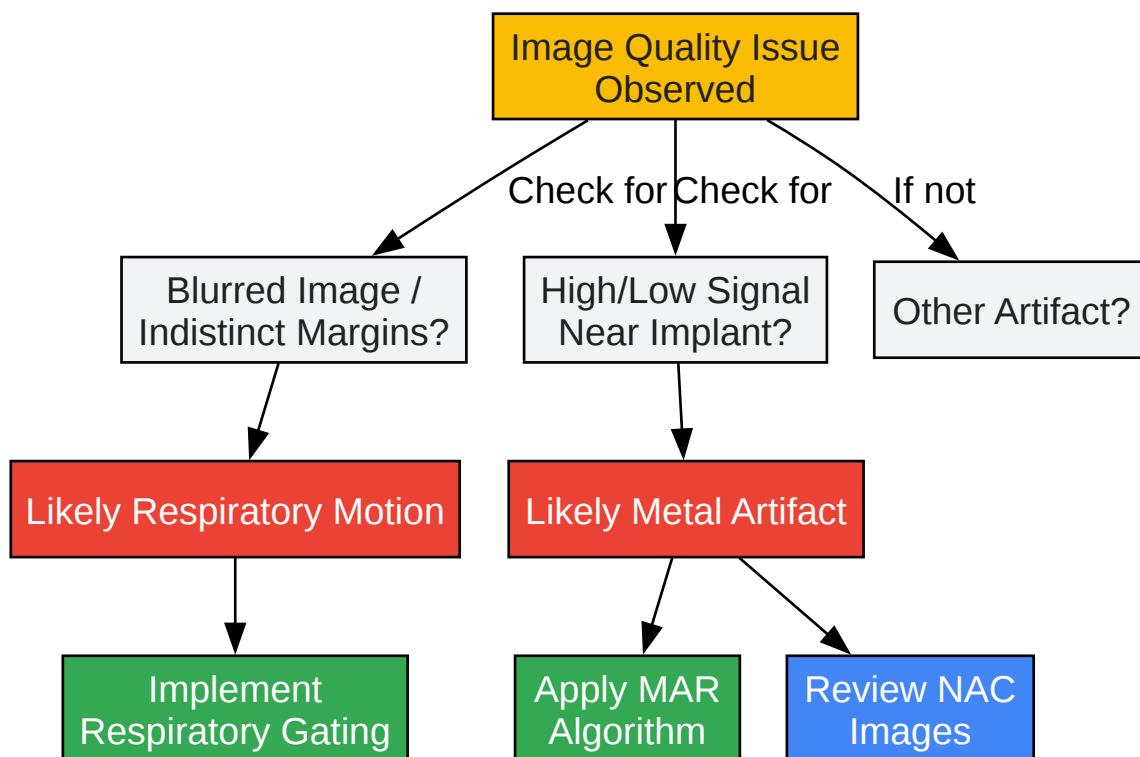 Image Quality Issue
Observed
Check for
Check for
If not
Blurred Image /
Indistinct Margins?
High/Low Signal
Near Implant?
Other Artifact?
Likely Respiratory Motion
Likely Metal Artifact
Implement
Respiratory Gating
Apply MAR
Algorithm
Review NAC
Images